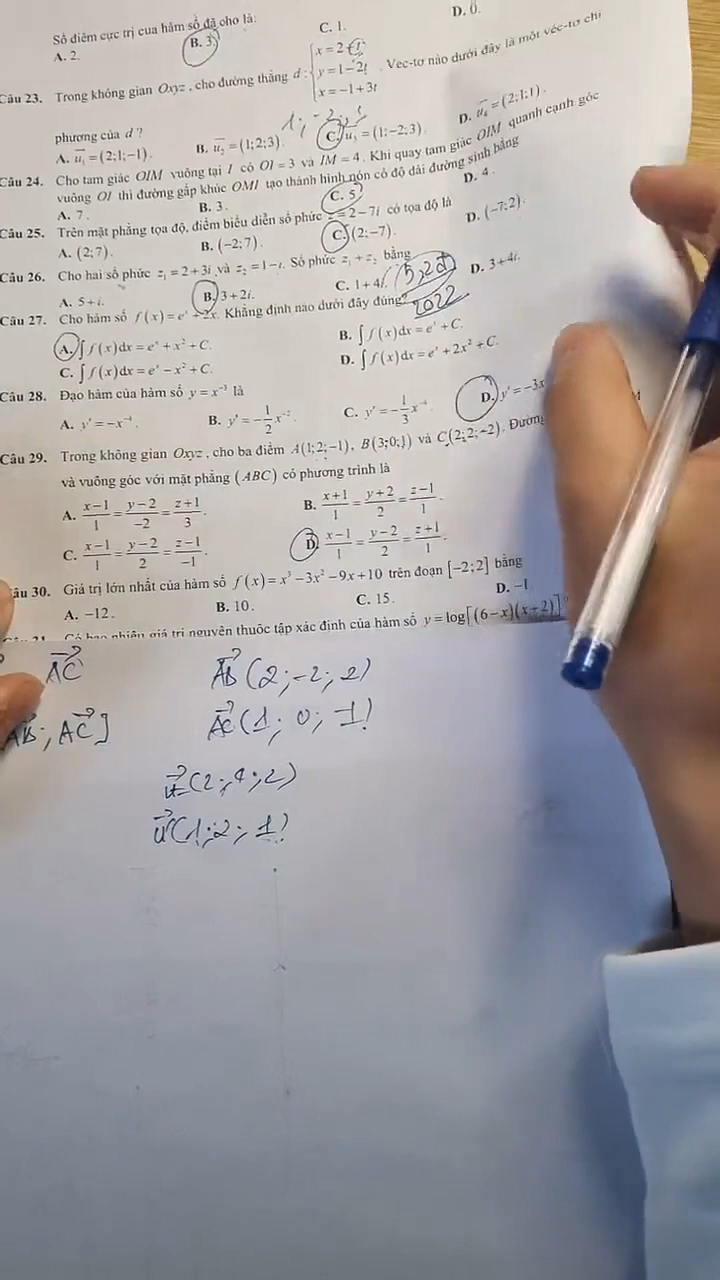 Số điểm cực trị của hàm số đã cho là:
A. 2. B. 3. C. 1. D. 0.
Câu 23. Trong không gian Oxyz, cho đường thẳng d: {x = 2 + t; y = 1 − 2t; x = −1 + 3t. Vec-tơ nào dưới đây là một véc-tơ chỉ
phương của d ?
1; -2; 3
A. u₁ = (2;1;−1). B. u₂ = (1;2;3). C. u₃ = (1;−2;3). D. u₄ = (2;1;1).
Câu 24. Cho tam giác OIM vuông tại I có OI = 3 và IM = 4. Khi quay tam giác OIM quanh cạnh góc
vuông OI thì đường gấp khúc OMI tạo thành hình nón có độ dài đường sinh bằng
A. 7. B. 3. C. 5. D. 4.
Câu 25. Trên mặt phẳng tọa độ, điểm biểu diễn số phức z = 2 − 7i có tọa độ là
A. (2;7). B. (−2;7). C. (2;−7). D. (−7;2).
Câu 26. Cho hai số phức z₁ = 2 + 3i và z₂ = 1 − i. Số phức z₁ + z₂ bằng
A. 5 + i. B. 3 + 2i. C. 1 + 4i. D. 3 + 4i.
2022
Câu 27. Cho hàm số f(x) = eˣ + 2x. Khẳng định nào dưới đây đúng?
A. ∫f(x)dx = eˣ + x² + C. B. ∫f(x)dx = eˣ + C.
C. ∫f(x)dx = eˣ − x² + C. D. ∫f(x)dx = eˣ + 2x² + C.
Câu 28. Đạo hàm của hàm số y = x⁻³ là
A. y' = −x⁻⁴. B. y' = −1/2 x⁻². C. y' = −1/3 x⁻⁴. D. y' = −3x
Câu 29. Trong không gian Oxyz, cho ba điểm A(1;2;−1), B(3;0;1) và C(2;2;−2). Đường
và vuông góc với mặt phẳng (ABC) có phương trình là
A. (x−1)/1 = (y−2)/−2 = (z+1)/3. B. (x+1)/1 = (y+2)/2 = (z−1)/1.
C. (x−1)/1 = (y−2)/2 = (z−1)/−1. D. (x−1)/1 = (y−2)/2 = (z+1)/1.
Câu 30. Giá trị lớn nhất của hàm số f(x) = x³ − 3x² − 9x + 10 trên đoạn [−2;2] bằng
A. −12. B. 10. C. 15. D. −1
Có bao nhiêu giá trị nguyên thuộc tập xác định của hàm số y = log[(6−x)(x+2)]
AC AB (2; -2; 2)
AB; AC] AC (1; 0; -1)
u = (2; 4; 2)
u (1; 2; 1)